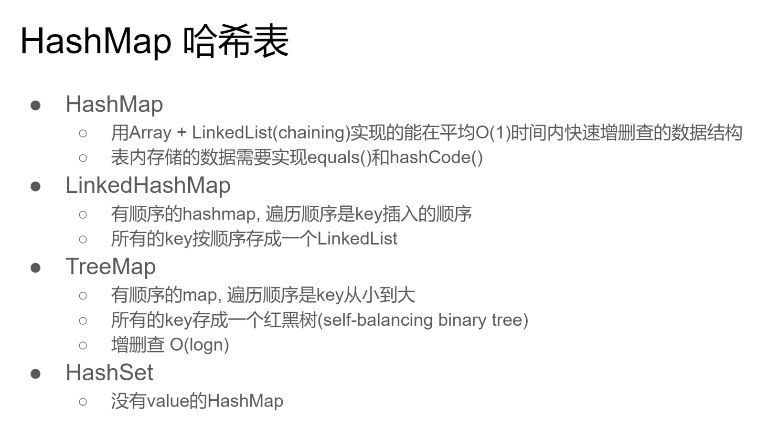 HashMap 哈希表
● HashMap
○ 用Array + LinkedList(chaining)实现的能在平均O(1)时间内快速增删查的数据结构
○ 表内存储的数据需要实现equals()和hashCode()
● LinkedHashMap
○ 有顺序的hashmap, 遍历顺序是key插入的顺序
○ 所有的key按顺序存成一个LinkedList
● TreeMap
○ 有顺序的map, 遍历顺序是key从小到大
○ 所有的key存成一个红黑树(self-balancing binary tree)
○ 增删查 O(logn)
● HashSet
○ 没有value的HashMap